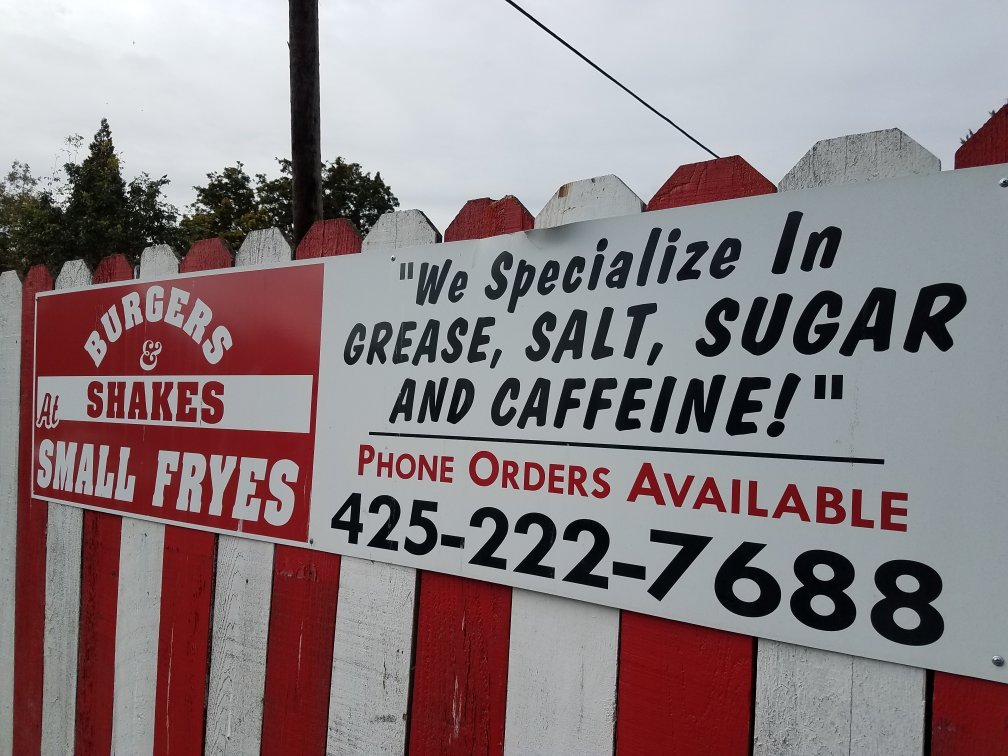 BURGERS
&
SHAKES
At
SMALL FRYES
"We Specialize In
GREASE, SALT, SUGAR
AND CAFFEINE!"
PHONE ORDERS AVAILABLE
425-222-7688